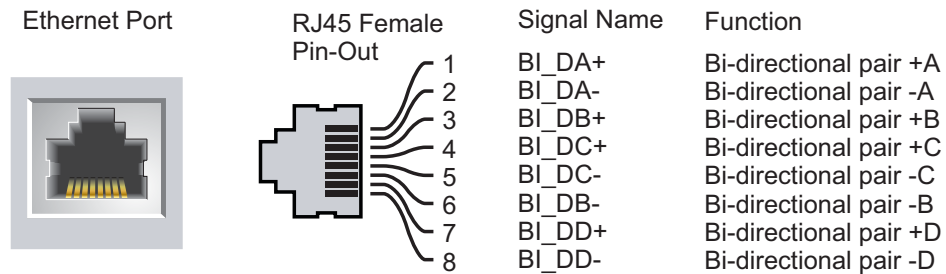 Ethernet Port
RJ45 Female
Pin-Out
Signal Name
Function
1 BI_DA+ Bi-directional pair +A
2 BI_DA- Bi-directional pair -A
3 BI_DB+ Bi-directional pair +B
4 BI_DC+ Bi-directional pair +C
5 BI_DC- Bi-directional pair -C
6 BI_DB- Bi-directional pair -B
7 BI_DD+ Bi-directional pair +D
8 BI_DD- Bi-directional pair -D